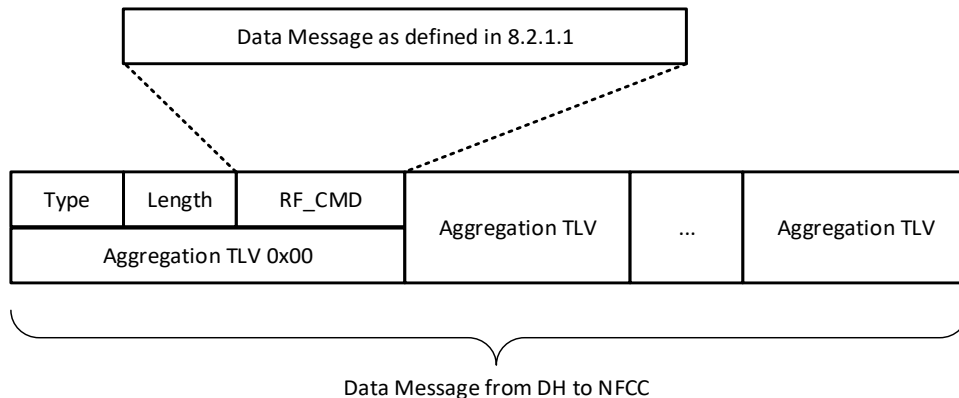 Data Message as defined in 8.2.1.1
Type Length RF_CMD
Aggregation TLV ... Aggregation TLV
Aggregation TLV 0x00
Data Message from DH to NFCC